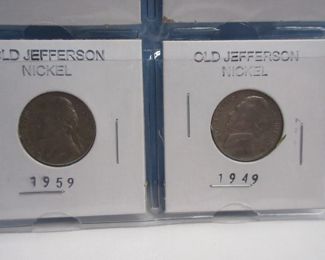 OLD JEFFERSON
NICKEL
1959
OLD JEFFERSON
NICKEL
1949